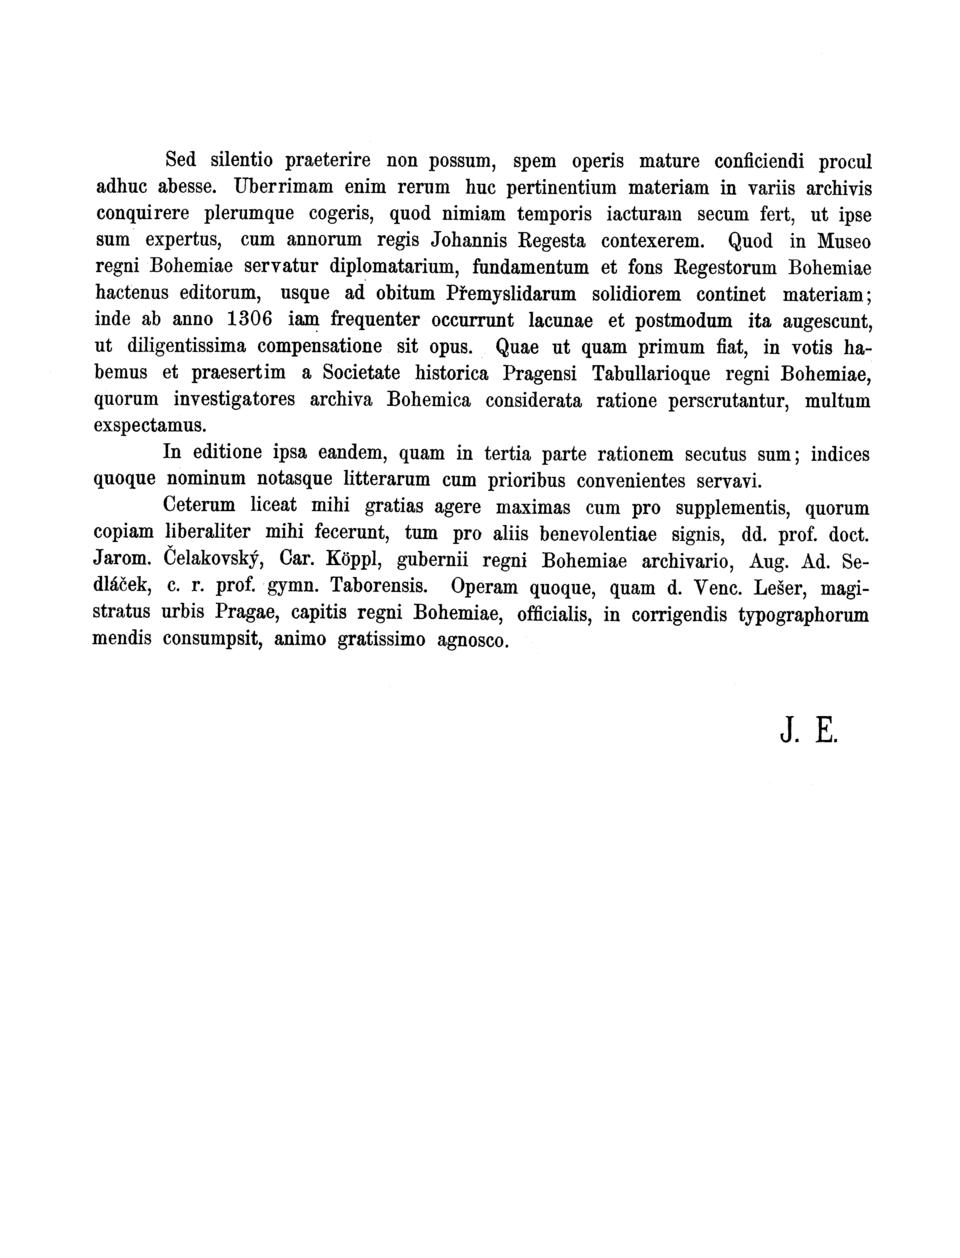 Sed silentio praeterire non possum, spem operis mature conficiendi procul
adhuc abesse. Uberrimam enim rerum huc pertinentium materiam in variis archivis
conquirere plerumque cogeris, quod nimiam temporis iacturam secum fert, ut ipse
sum expertus, cum annorum regis Johannis Regesta contexerem. Quod in Museo
regni Bohemiae servatur diplomatarium, fundamentum et fons Regestorum Bohemiae
hactenus editorum, usque ad obitum Přemyslidarum solidiorem continet materiam;
inde ab anno 1306 iam frequenter occurrunt lacunae et postmodum ita augescunt,
ut diligentissima compensatione sit opus. Quae ut quam primum fiat, in votis ha-
bemus et praesertim a Societate historica Pragensi Tabullarioque regni Bohemiae,
quorum investigatores archiva Bohemica considerata ratione perscrutantur, multum
exspectamus.
In editione ipsa eandem, quam in tertia parte rationem secutus sum; indices
quoque nominum notasque litterarum cum prioribus convenientes servavi.
Ceterum liceat mihi gratias agere maximas cum pro supplementis, quorum
copiam liberaliter mihi fecerunt, tum pro aliis benevolentiae signis, dd. prof. doct.
Jarom. Čelakovský, Car. Köppl, gubernii regni Bohemiae archivario, Aug. Ad. Se-
dláček, c. r. prof. gymn. Taborensis. Operam quoque, quam d. Venc. Lešer, magi-
stratus urbis Pragae, capitis regni Bohemiae, officialis, in corrigendis typographorum
mendis consumpsit, animo gratissimo agnosco.
J. E.